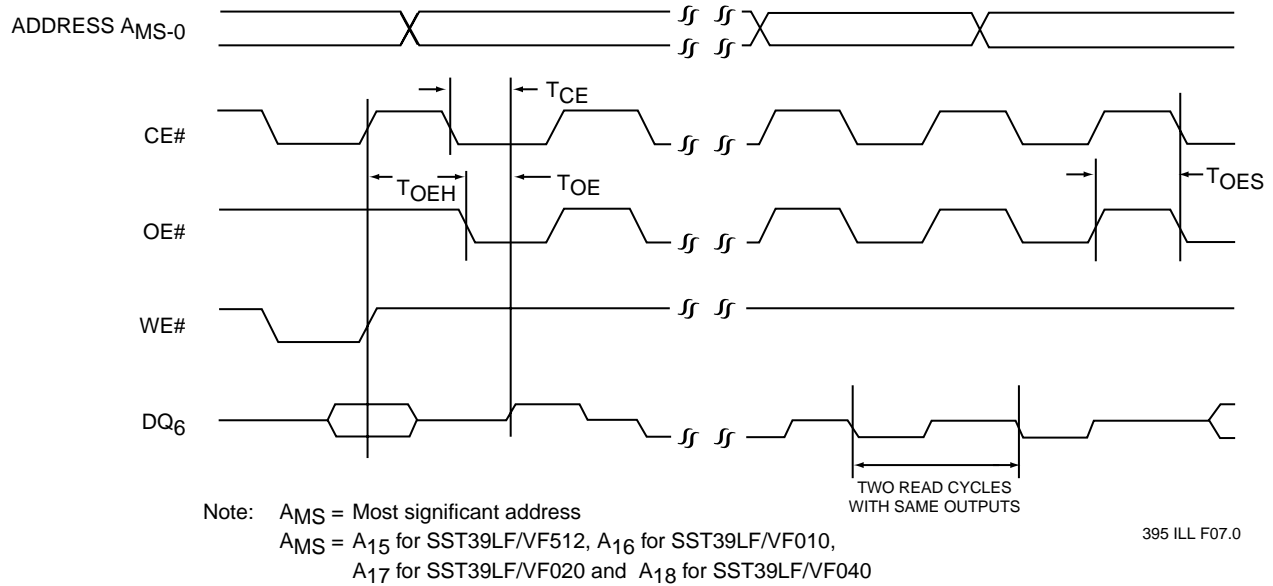 ADDRESS AMS-0
TCE
CE#
TOEH
TOE
TOES
OE#
WE#
DQ6
TWO READ CYCLES
WITH SAME OUTPUTS
Note: AMS = Most significant address
AMS = A15 for SST39LF/VF512, A16 for SST39LF/VF010,
A17 for SST39LF/VF020 and A18 for SST39LF/VF040
395 ILL F07.0